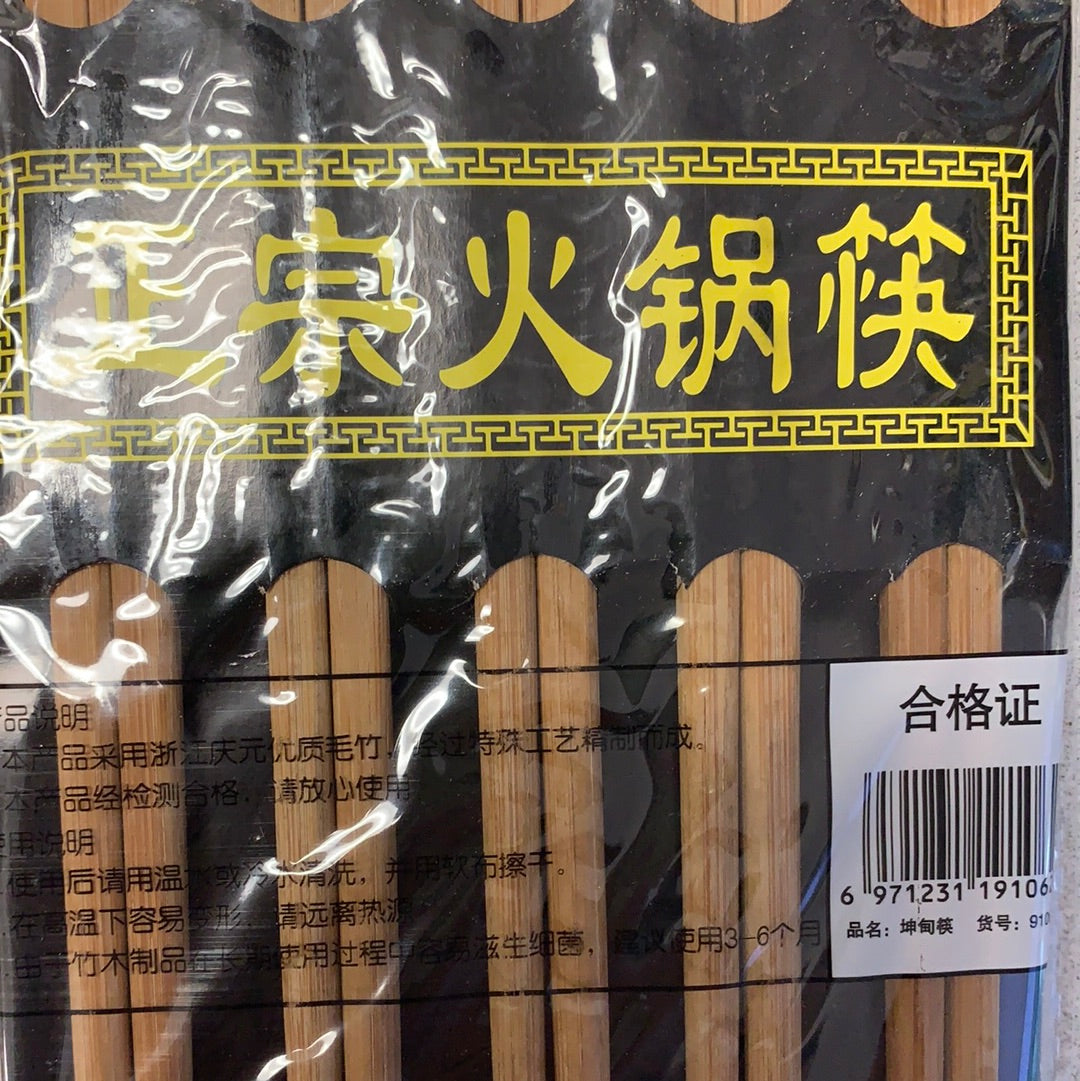 正宗火锅筷
产品说明
本产品采用浙江庆元优质毛竹，经过特殊工艺精制而成。
本产品经检测合格，请放心使用
使用说明
使用后请用温水或冷水清洗，并用软布擦干。
在高温下容易变形，请远离热源
由于竹木制品在长期使用过程中容易滋生细菌，建议使用3-6个月
合格证
6 971231 19106
品名：坤甸筷 货号：910